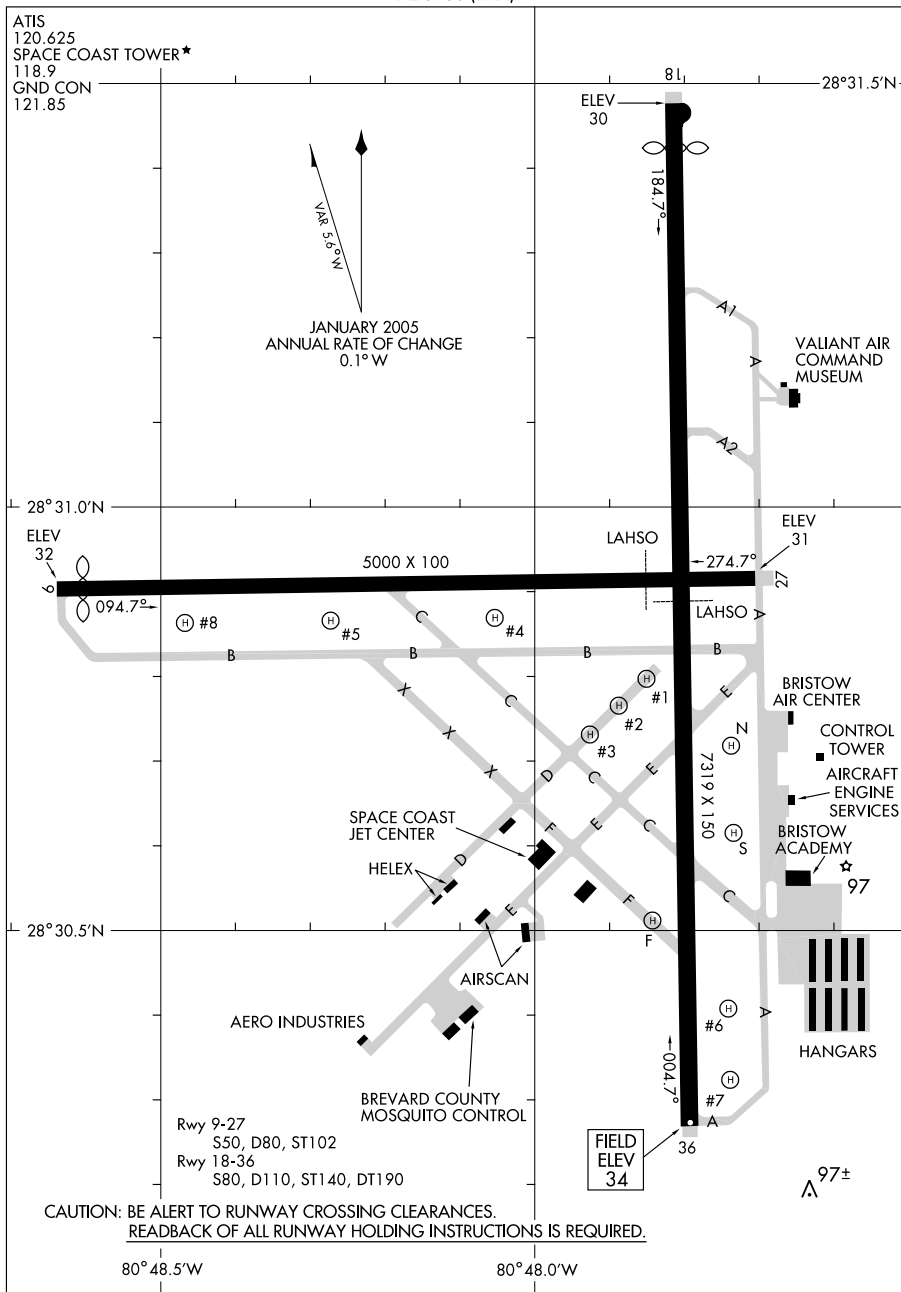 ATIS
120.625
SPACE COAST TOWER★
118.9
GND CON
121.85
18
28°31.5'N
ELEV
30
184.7°
VAR 5.6°W
JANUARY 2005
ANNUAL RATE OF CHANGE
0.1°W
A1
A
VALIANT AIR
COMMAND
MUSEUM
A2
28°31.0'N
ELEV
32
5000 X 100
LAHSO
274.7°
ELEV
31
9
27
094.7°
LAHSO
A
H #8
H #5
C
H #4
B
B
B
B
X
C
H
#1
E
BRISTOW
AIR CENTER
H
#2
X
H
#3
N
H
CONTROL
TOWER
X
D
C
E
7319 X 150
AIRCRAFT
ENGINE
SERVICES
SPACE COAST
JET CENTER
F
E
C
H
S
BRISTOW
ACADEMY
97
HELEX
D
E
F
C
H
F
28°30.5'N
AIRSCAN
AERO INDUSTRIES
H
#6
A
HANGARS
004.7°
BREVARD COUNTY
MOSQUITO CONTROL
H
#7
A
Rwy 9-27
S50, D80, ST102
Rwy 18-36
S80, D110, ST140, DT190
FIELD
ELEV
34
36
97±
CAUTION: BE ALERT TO RUNWAY CROSSING CLEARANCES.
READBACK OF ALL RUNWAY HOLDING INSTRUCTIONS IS REQUIRED.
80°48.5'W
80°48.0'W